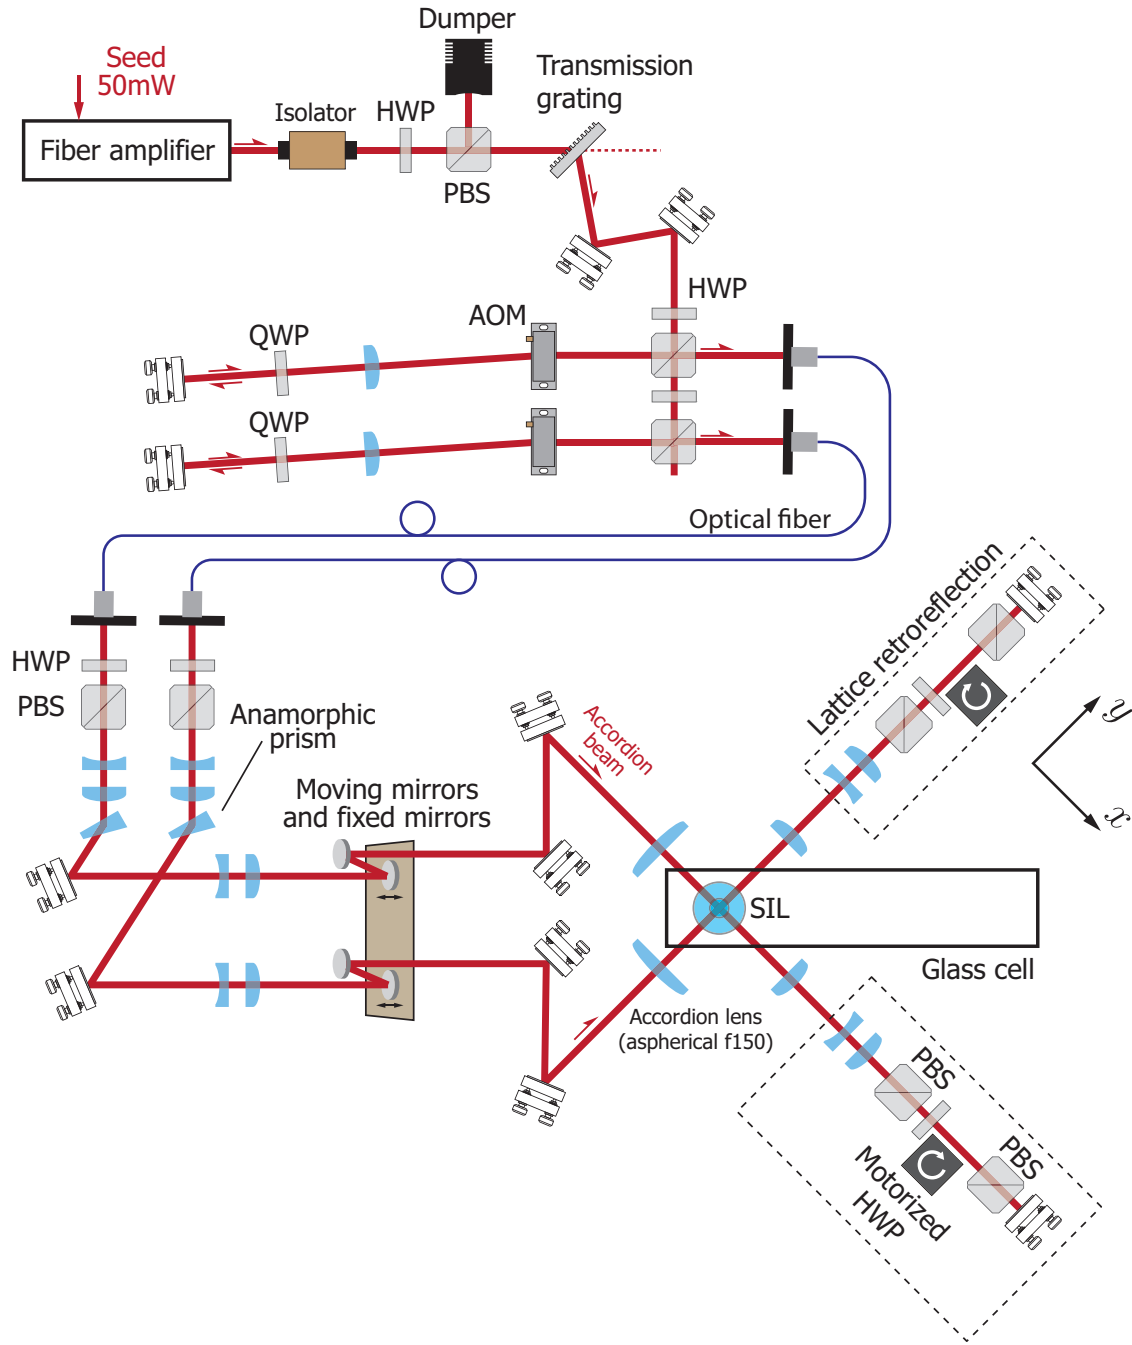 Dumper
Seed
50mW
Transmission
grating
Isolator
HWP
Fiber amplifier
PBS
HWP
AOM
QWP
QWP
Optical fiber
HWP
PBS
Anamorphic
prism
Lattice retroreflection
y
x
Accordion
beam
Moving mirrors
and fixed mirrors
SIL
Glass cell
Accordion lens
(aspherical f150)
PBS
PBS
Motorized
HWP